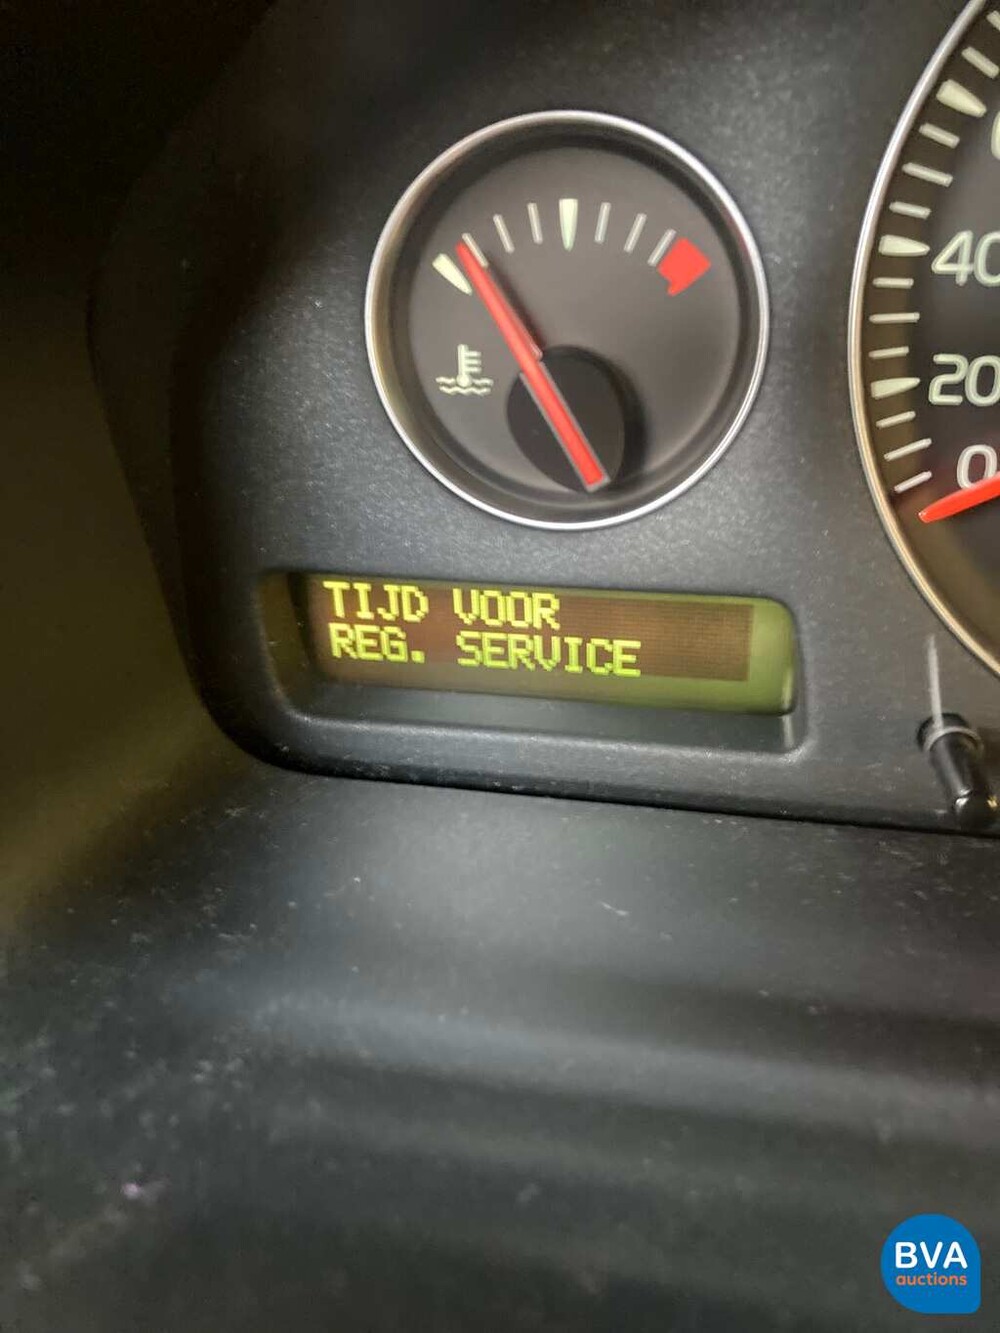 40
20
0
TIJD VOOR
REG. SERVICE
BVA
auctions